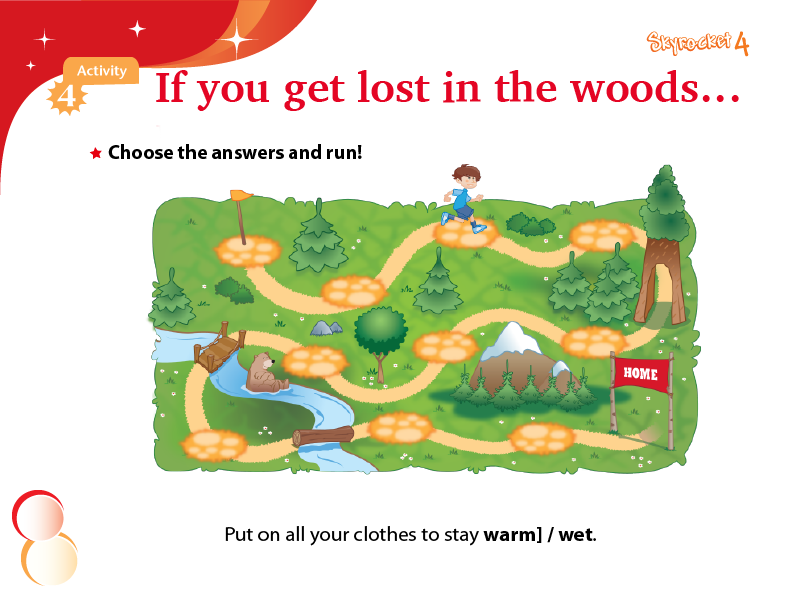 Skyrocket 4
Activity
4
If you get lost in the woods...
Choose the answers and run!
HOME
Put on all your clothes to stay warm] / wet.